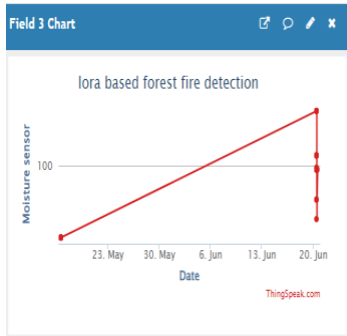 Field 3 Chart
lora based forest fire detection
Moisture sensor
100
23. May 30. May 6. Jun 13. Jun 20. Jun
Date
ThingSpeak.com